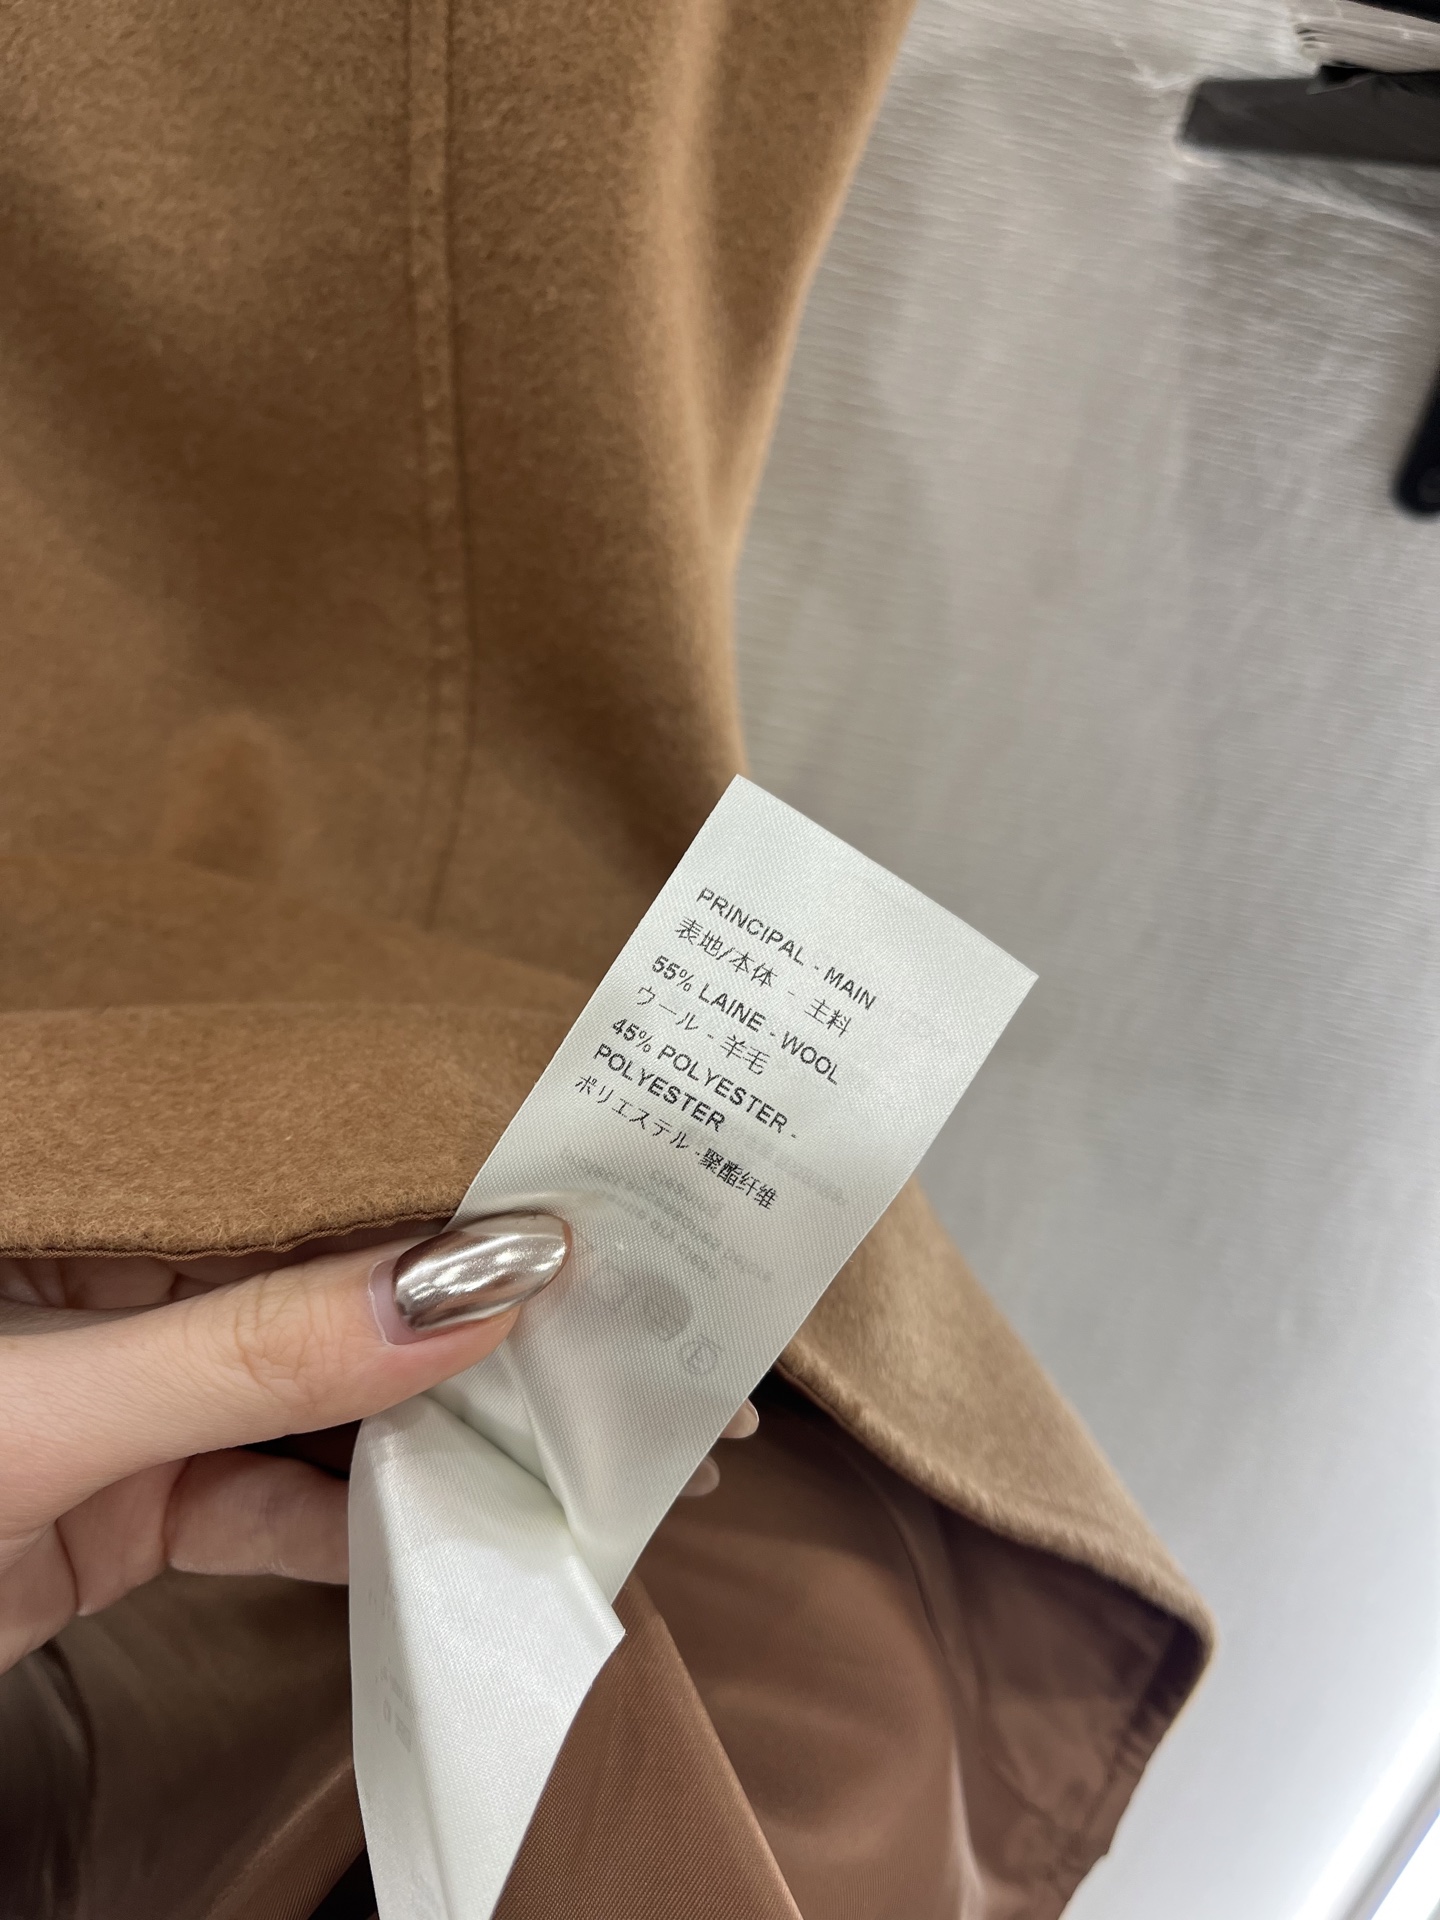 PRINCIPAL - MAIN
表地/本体 - 主料
55% LAINE - WOOL
ウール - 羊毛
45% POLYESTER -
POLYESTER
ポリエステル - 聚酯纤维